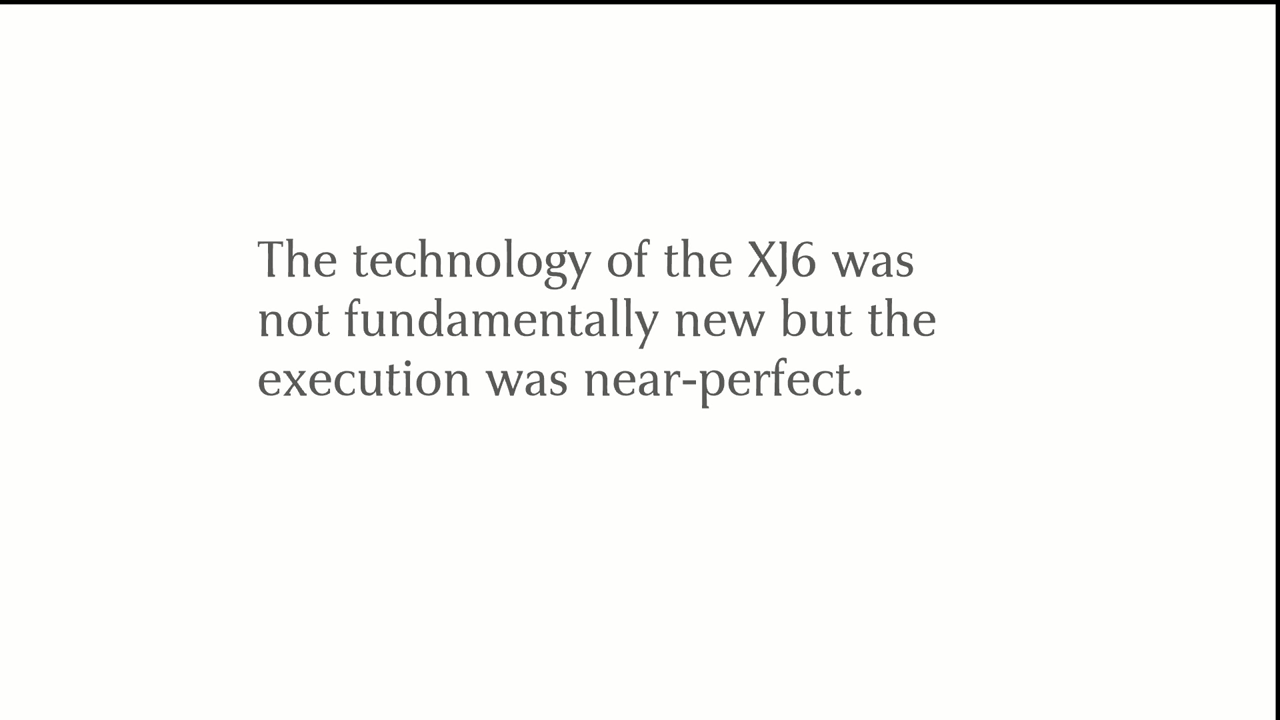 The technology of the XJ6 was
not fundamentally new but the
execution was near-perfect.